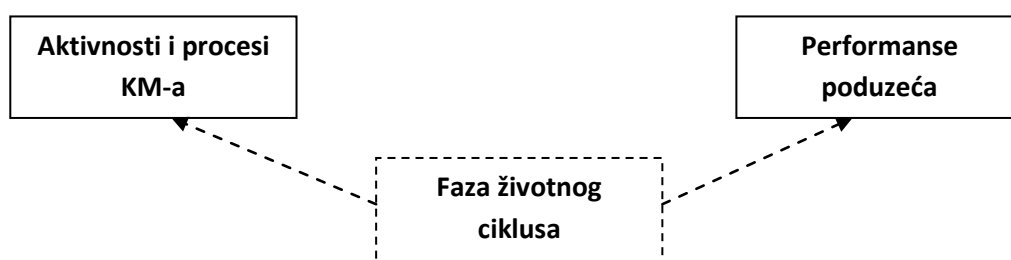 Aktivnosti i procesi
KM-a
Performanse
poduzeća
Faza životnog
ciklusa